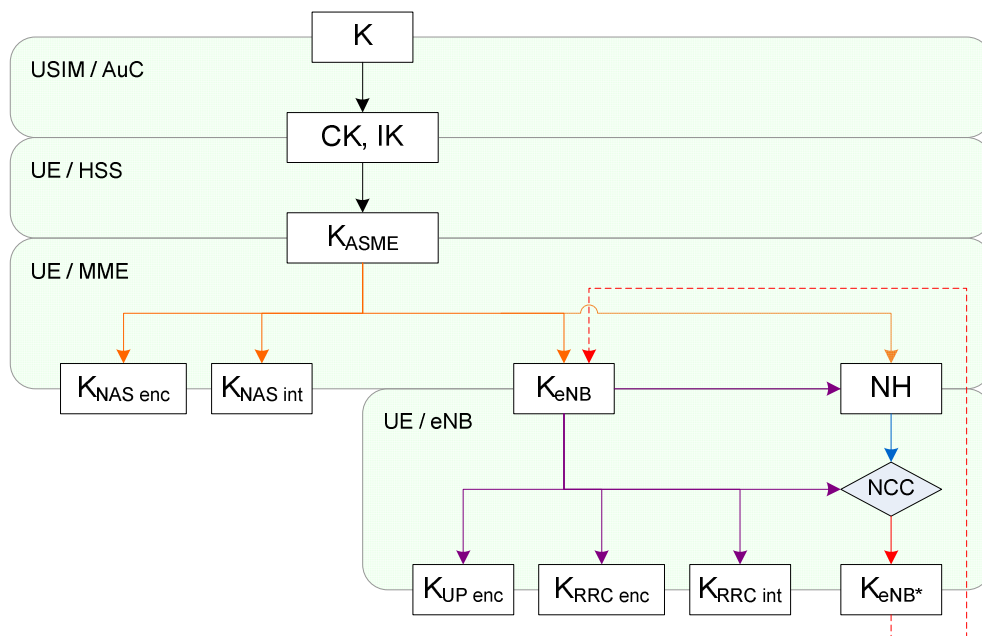 K
USIM / AuC
CK, IK
UE / HSS
KASME
UE / MME
KNAS enc
KNAS int
KeNB
NH
UE / eNB
NCC
KUP enc
KRRC enc
KRRC int
KeNB*